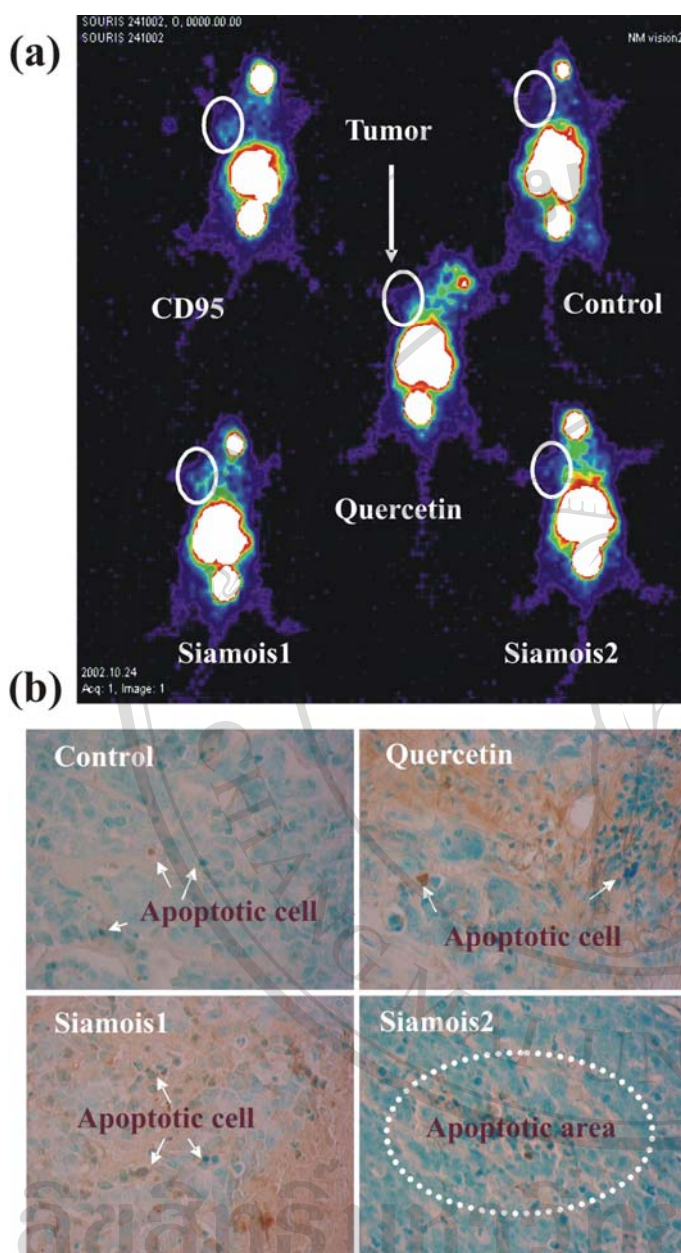 (a)
SOURIS 241002, O, 0000.00.00
SOURIS 241002
NM vision2
Tumor
CD95
Control
Quercetin
Siamois1
Siamois2
2002.10.24
Acq: 1, Image: 1
(b)
Control
Quercetin
Apoptotic cell
Apoptotic cell
Siamois1
Siamois2
Apoptotic cell
Apoptotic area